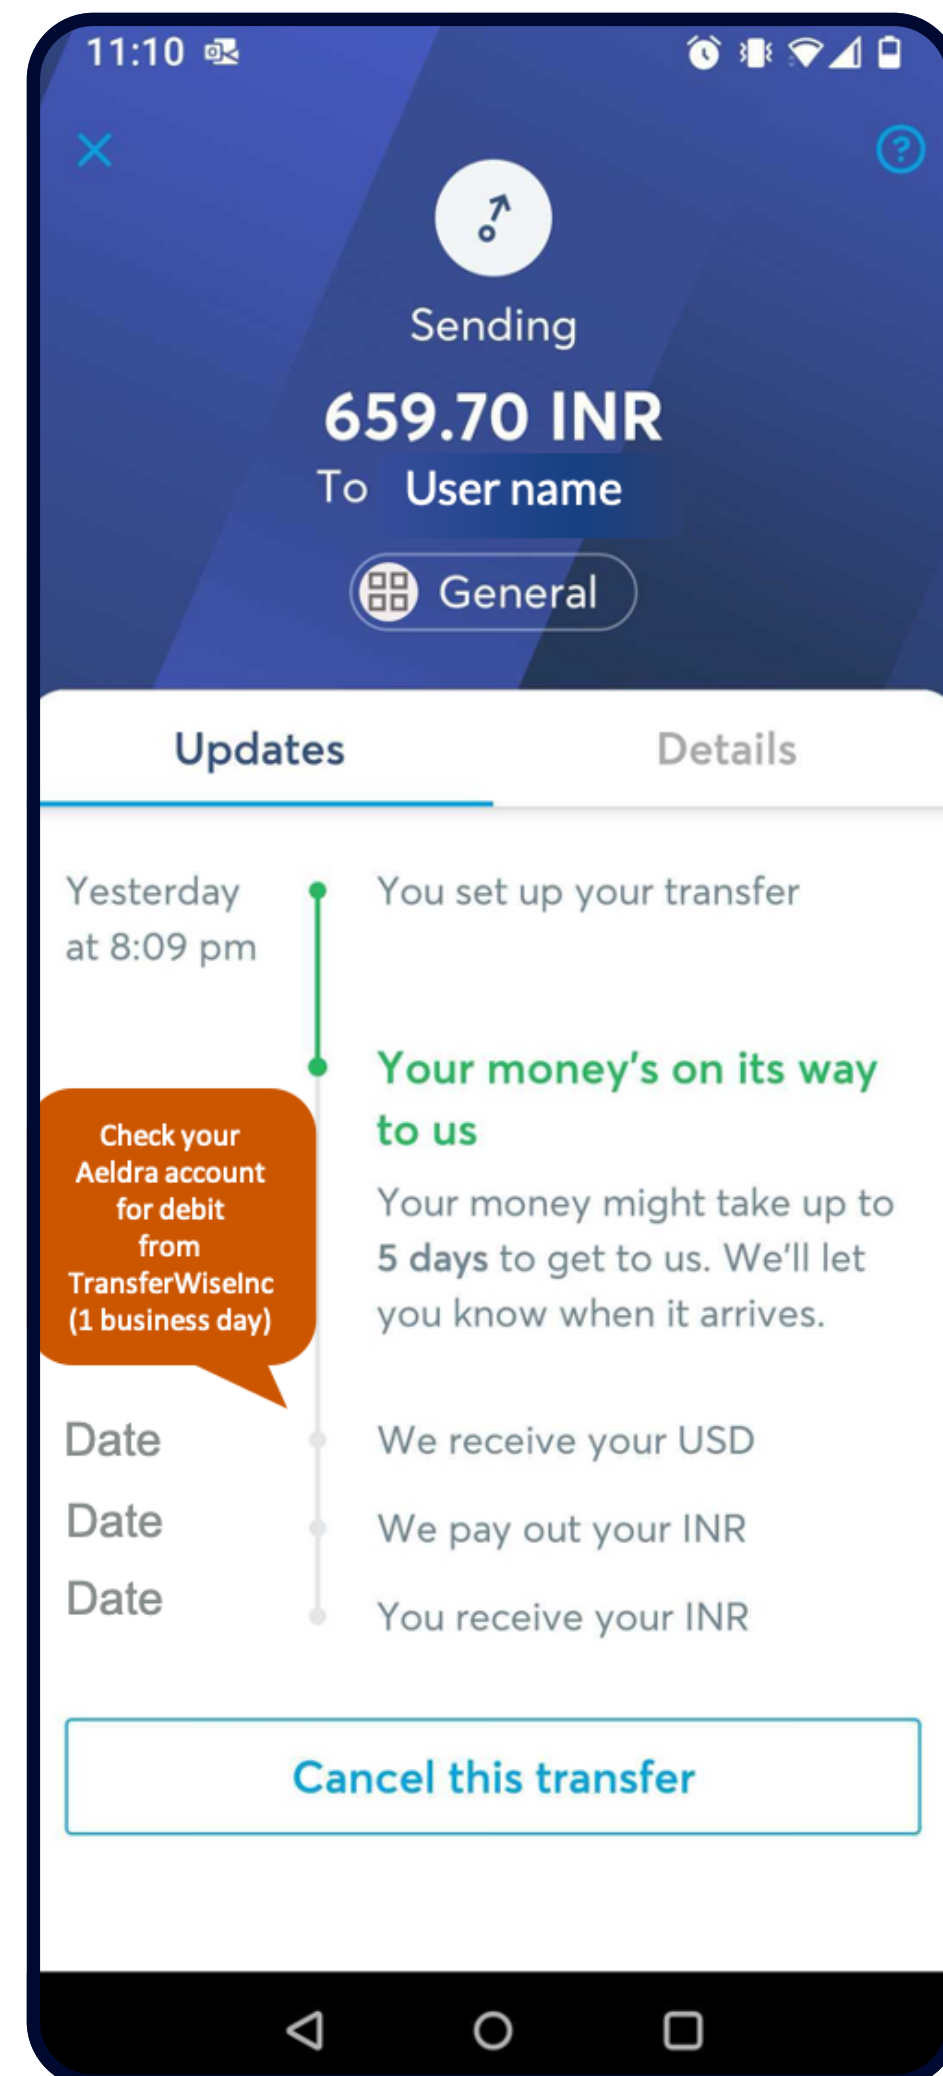 11:10
?
Sending
659.70 INR
To User name
General
Updates
Details
Yesterday
at 8:09 pm
You set up your transfer
Your money's on its way
to us
Your money might take up to
5 days to get to us. We'll let
you know when it arrives.
Check your
Aeldra account
for debit
from
TransferWiseInc
(1 business day)
Date
We receive your USD
Date
We pay out your INR
Date
You receive your INR
Cancel this transfer